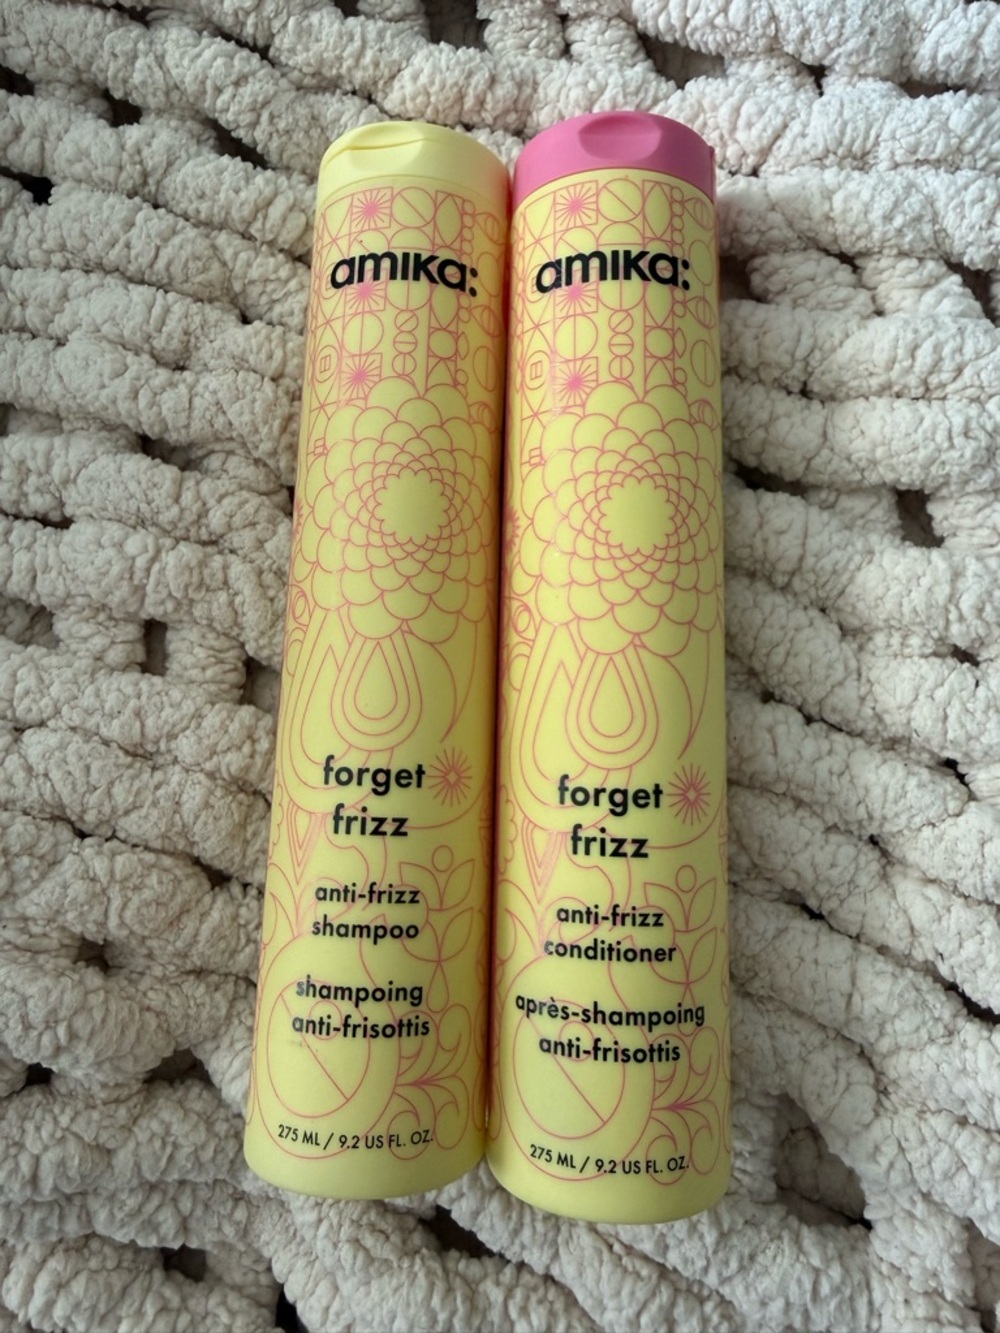 amika:
forget
frizz
anti-frizz
shampoo
shampoing
anti-frisottis
275 ML / 9.2 US FL. OZ.
amika:
forget
frizz
anti-frizz
conditioner
après-shampoing
anti-frisottis
275 ML / 9.2 US FL. OZ.